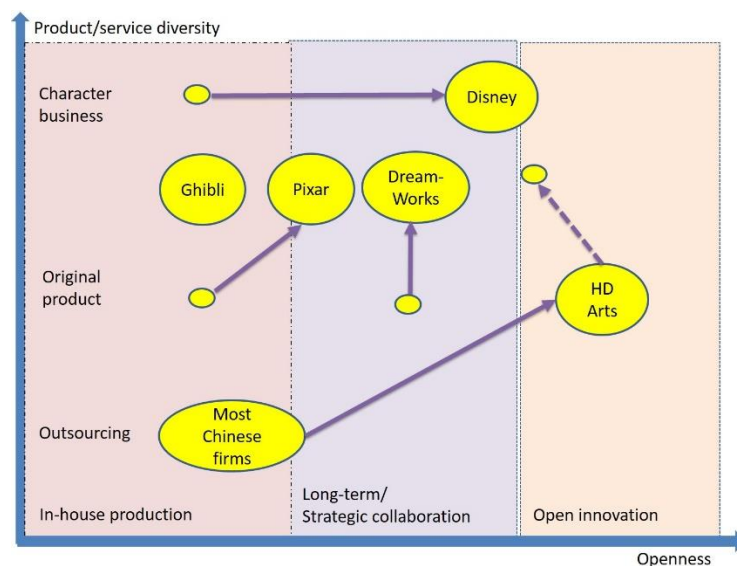 Product/service diversity
Character
business
Disney
Ghibli
Pixar
Dream-
Works
Original
product
HD
Arts
Outsourcing
Most
Chinese
firms
In-house production
Long-term/
Strategic collaboration
Open innovation
Openness